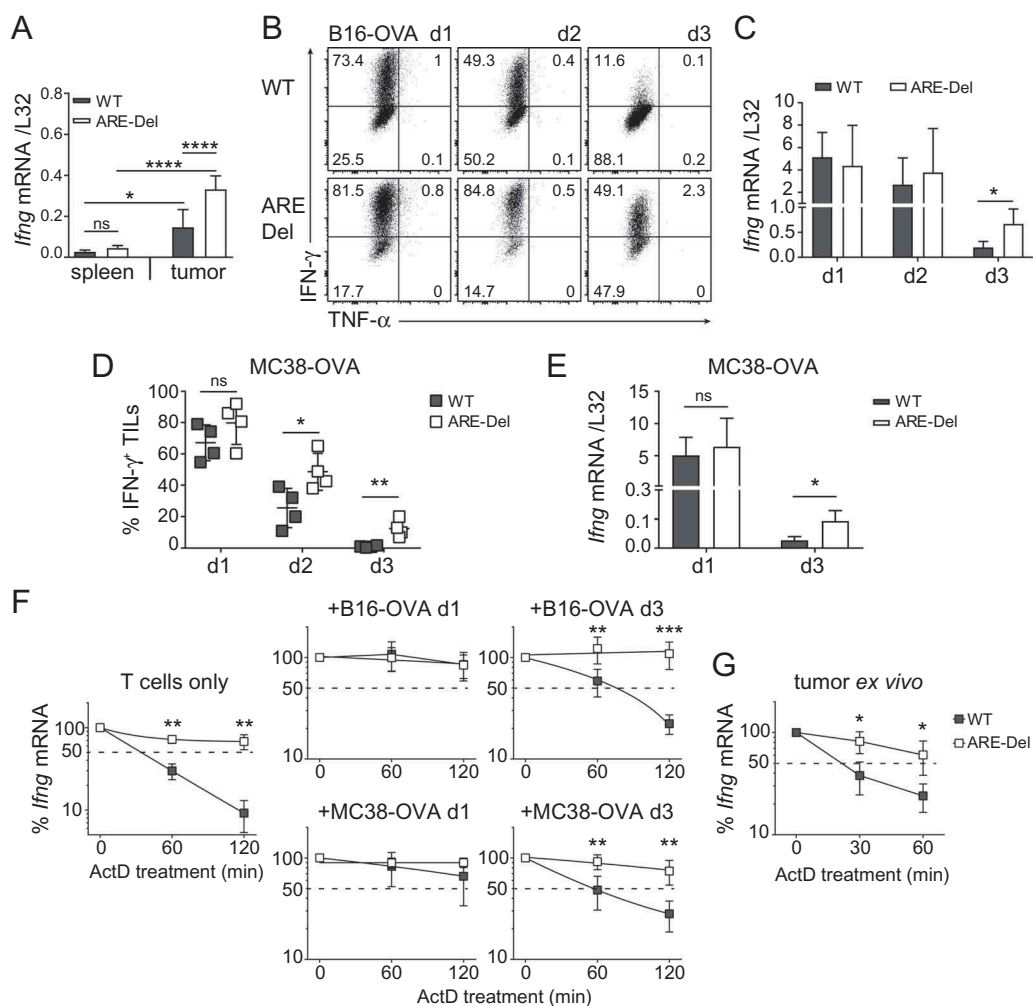 A
Ifng mRNA /L32
0.8
0.6
0.4
0.2
0.0
WT
ARE-Del
****
****
*
ns
spleen
tumor
B
B16-OVA
d1
d2
d3
WT
73.4
1
25.5
0.1
49.3
0.4
50.2
0.1
11.6
0.1
88.1
0.2
ARE
Del
81.5
0.8
17.7
0
84.8
0.5
14.7
0
49.1
2.3
47.9
0
IFN-γ
TNF-α
C
Ifng mRNA /L32
10
8
6
4
2
1.0
0.5
0.0
WT
ARE-Del
*
d1
d2
d3
D
MC38-OVA
% IFN-γ+ TILs
100
80
60
40
20
0
ns
*
**
WT
ARE-Del
d1
d2
d3
E
MC38-OVA
Ifng mRNA /L32
15
10
5
0.3
0.1
0.0
ns
*
WT
ARE-Del
d1
d3
F
T cells only
% Ifng mRNA
100
50
10
**
**
0
60
120
ActD treatment (min)
+B16-OVA d1
100
50
10
0
60
120
+B16-OVA d3
100
50
10
**
***
0
60
120
+MC38-OVA d1
100
50
10
0
60
120
+MC38-OVA d3
100
50
10
**
**
0
60
120
ActD treatment (min)
G
tumor ex vivo
% Ifng mRNA
100
50
10
*
*
WT
ARE-Del
0
30
60
ActD treatment (min)